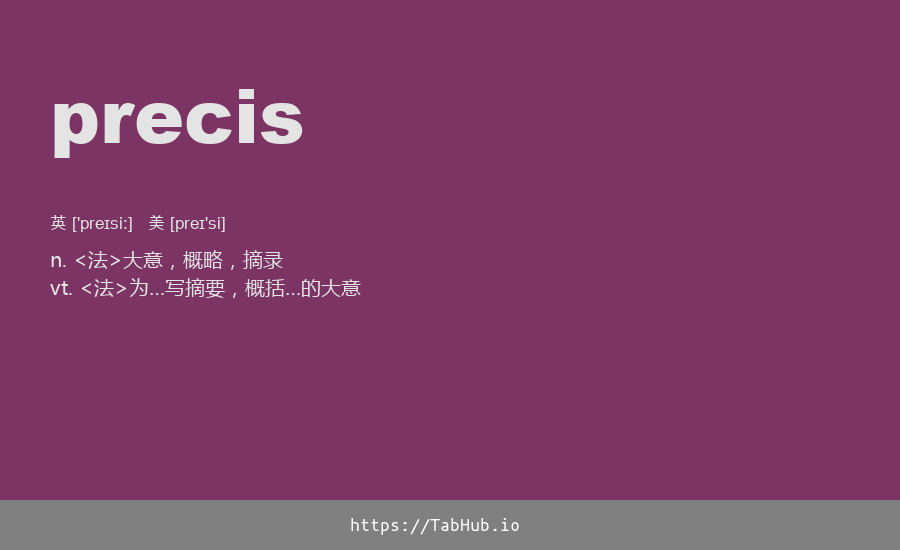 precis
英 ['preɪsiː] 美 [preɪ'si]
n. <法>大意，概略，摘录
vt. <法>为...写摘要，概括...的大意
https://TabHub.io